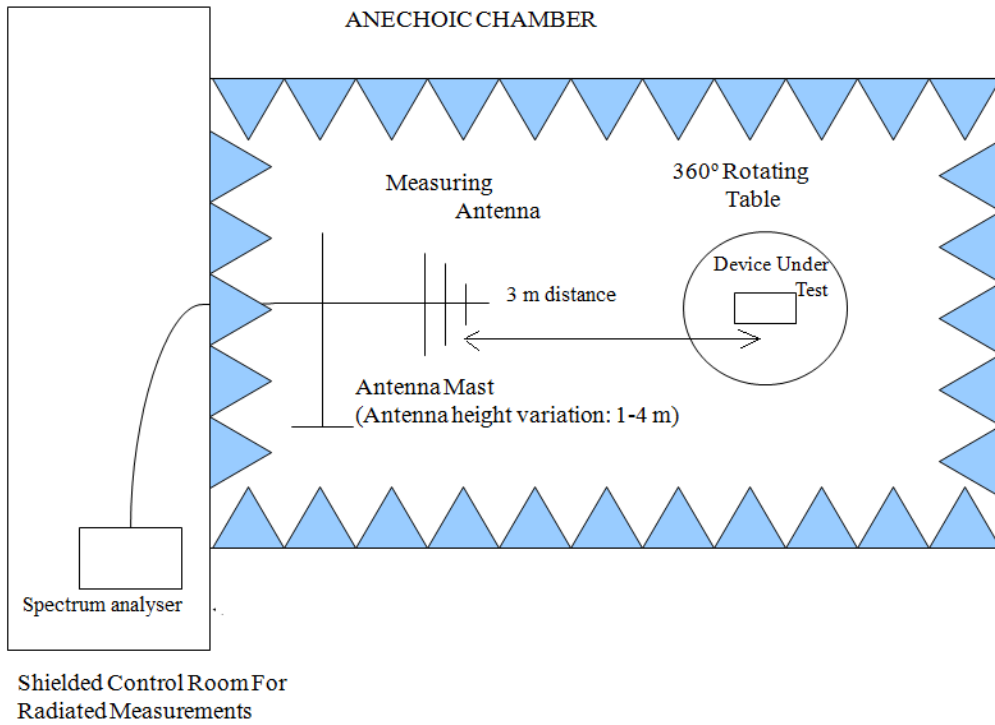 ANECHOIC CHAMBER
Measuring
Antenna
360º Rotating
Table
Device Under
Test
3 m distance
Antenna Mast
(Antenna height variation: 1-4 m)
Spectrum analyser
Shielded Control Room For
Radiated Measurements